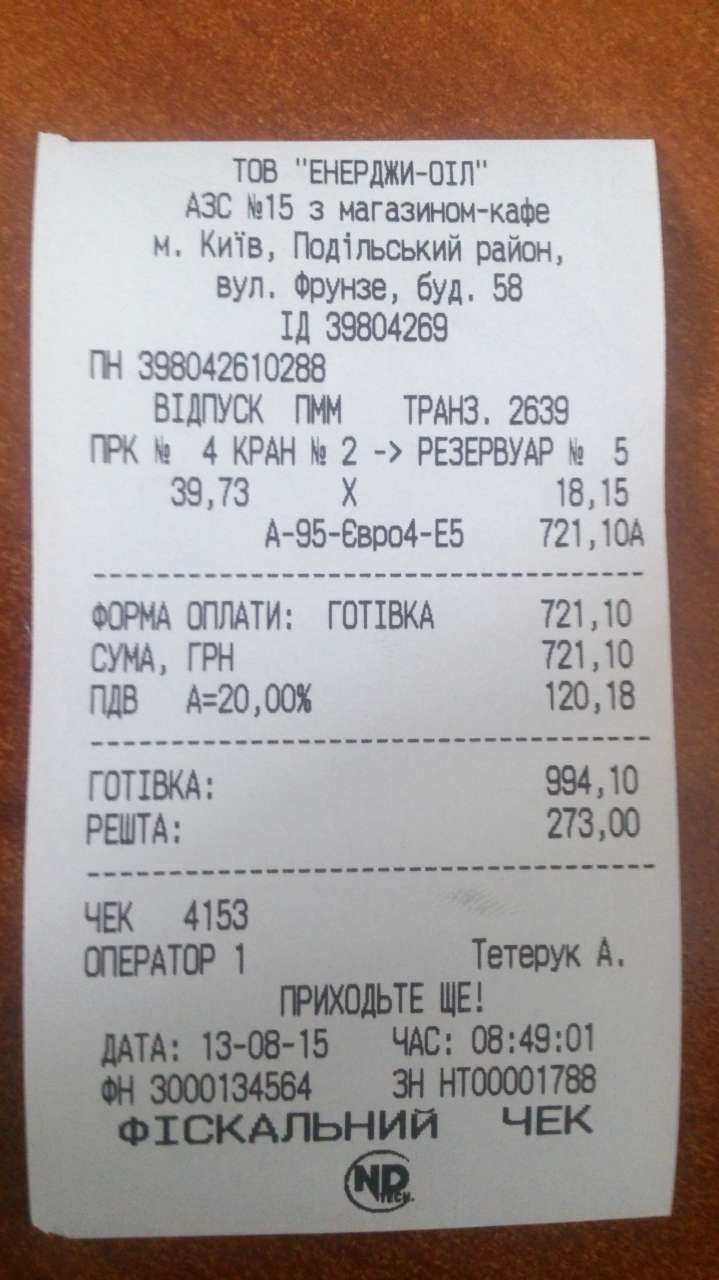 ТОВ "ЕНЕРДЖИ-ОІЛ"
АЗС №15 з магазином-кафе
м. Київ, Подільський район,
вул. Фрунзе, буд. 58
ІД 39804269
ПН 398042610288
ВІДПУСК ПММ ТРАНЗ. 2639
ПРК № 4 КРАН № 2 -> РЕЗЕРВУАР № 5
39,73 X 18,15
А-95-Євро4-Е5 721,10А
ФОРМА ОПЛАТИ: ГОТІВКА 721,10
СУМА, ГРН 721,10
ПДВ А=20,00% 120,18
ГОТІВКА: 994,10
РЕШТА: 273,00
ЧЕК 4153
ОПЕРАТОР 1 Тетерук А.
ПРИХОДЬТЕ ЩЕ!
ДАТА: 13-08-15 ЧАС: 08:49:01
ФН 3000134564 ЗН НТ00001788
ФІСКАЛЬНИЙ ЧЕК
ND TECH.